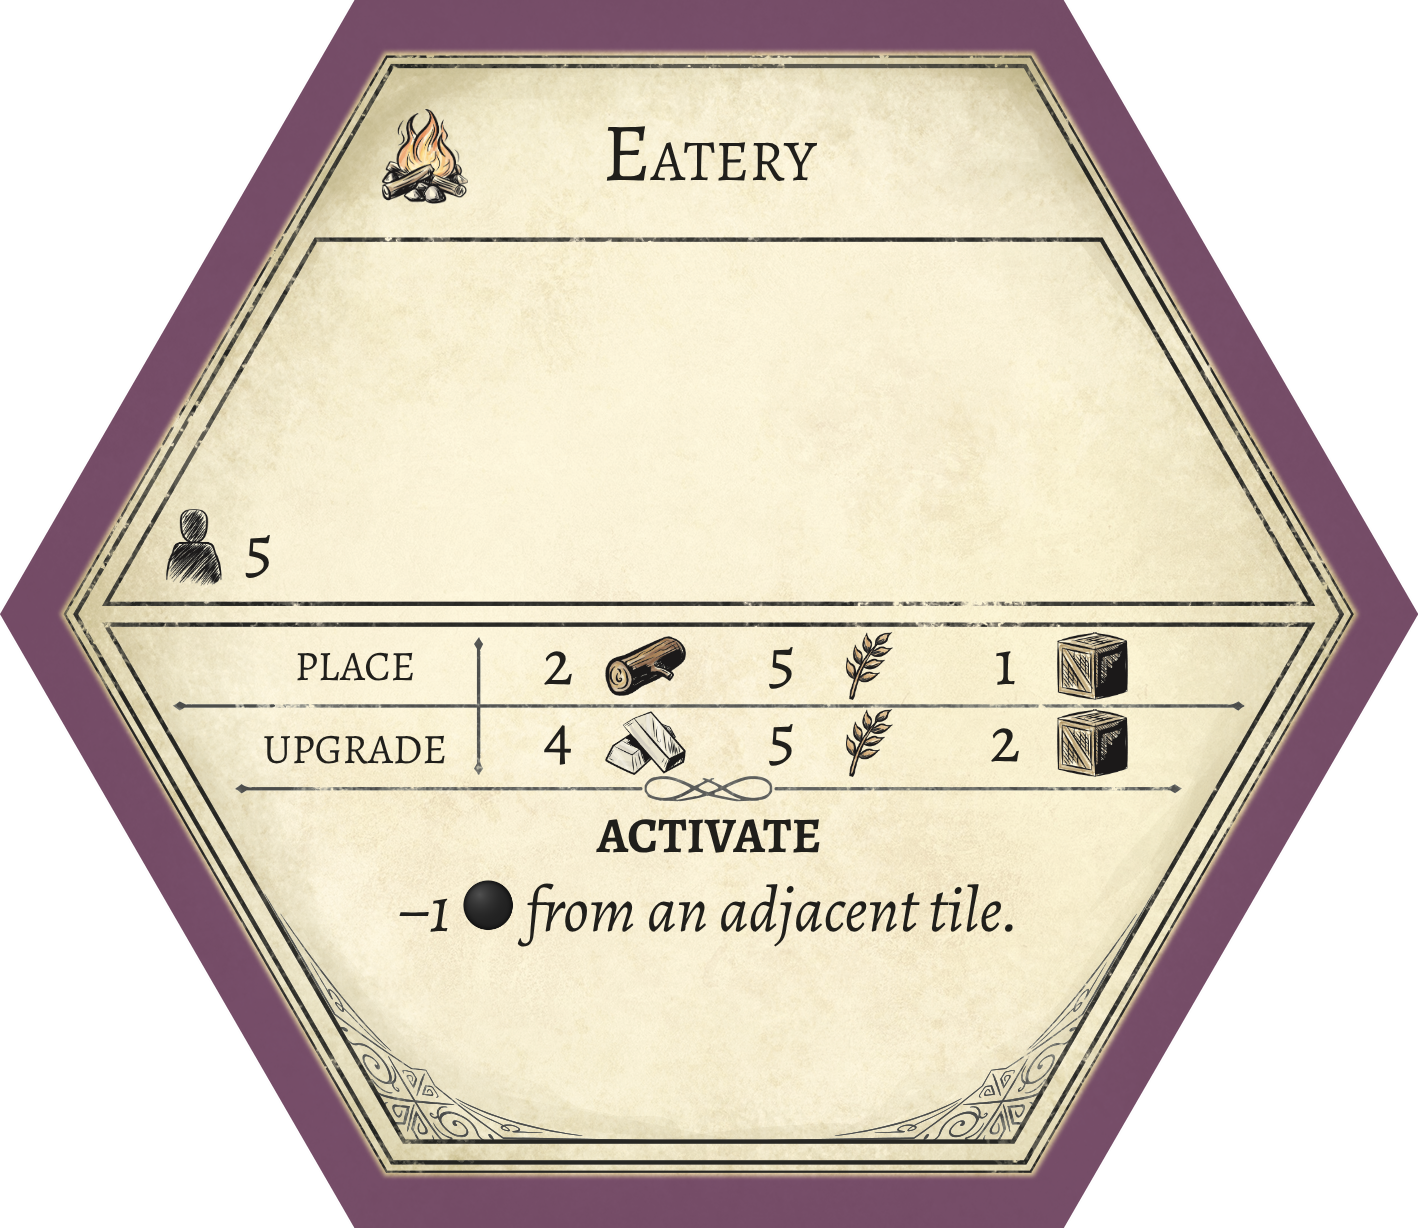 Eatery
5
PLACE 2 5 1
UPGRADE 4 5 2
ACTIVATE
–1 from an adjacent tile.